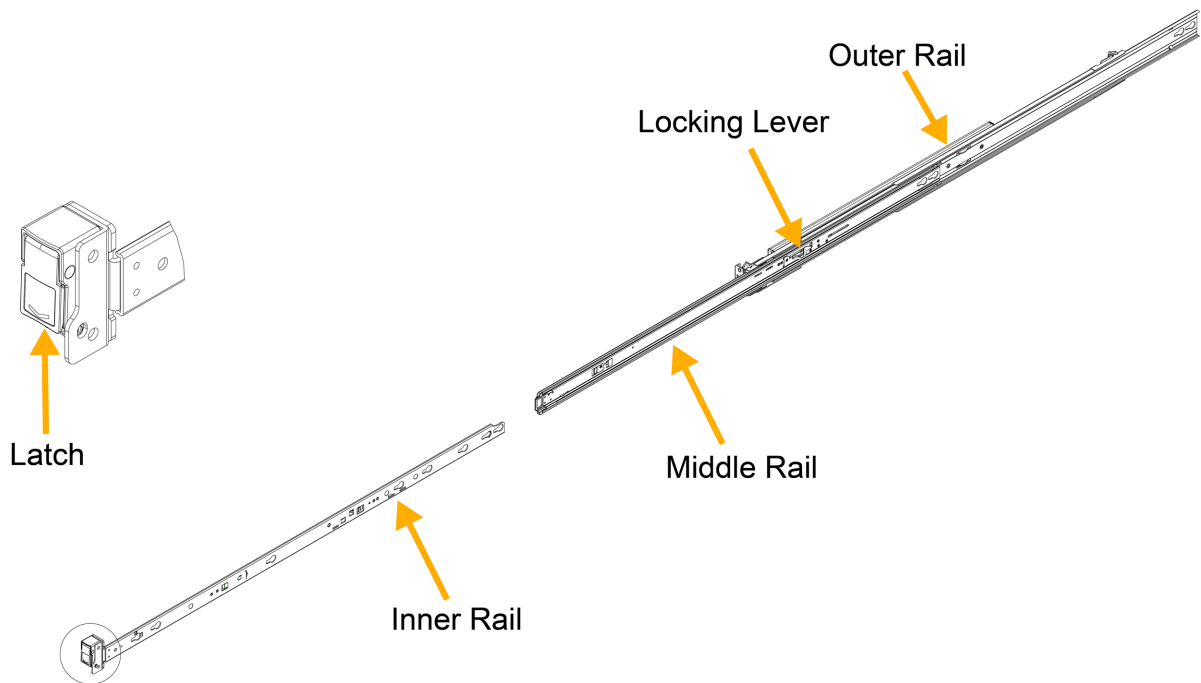 Outer Rail
Locking Lever
Latch
Middle Rail
Inner Rail